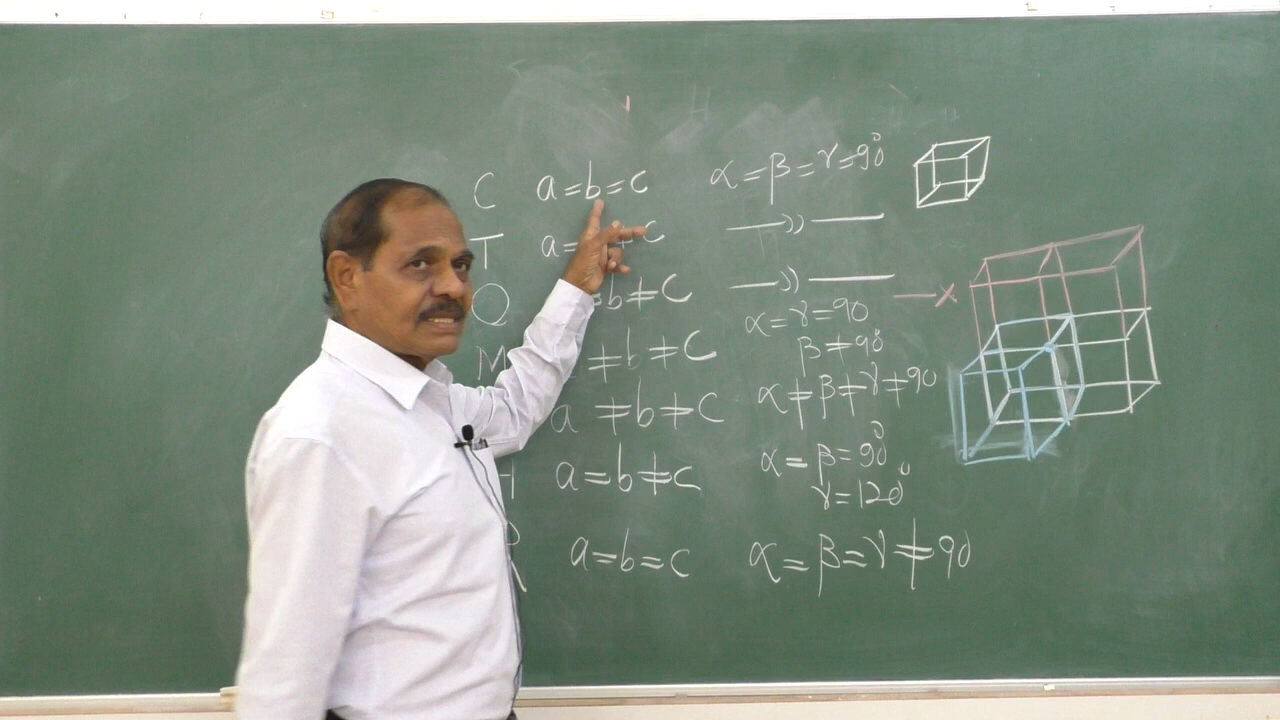 C a=b=c α=β=γ=90°
T a= ≠c —〃—
O =b≠c —〃— —x
α=γ=90
M ≠b≠c β≠90
a≠b≠c α≠β≠γ≠90
α=β=90°
H a=b≠c γ=120°
R a=b=c α=β=γ≠90